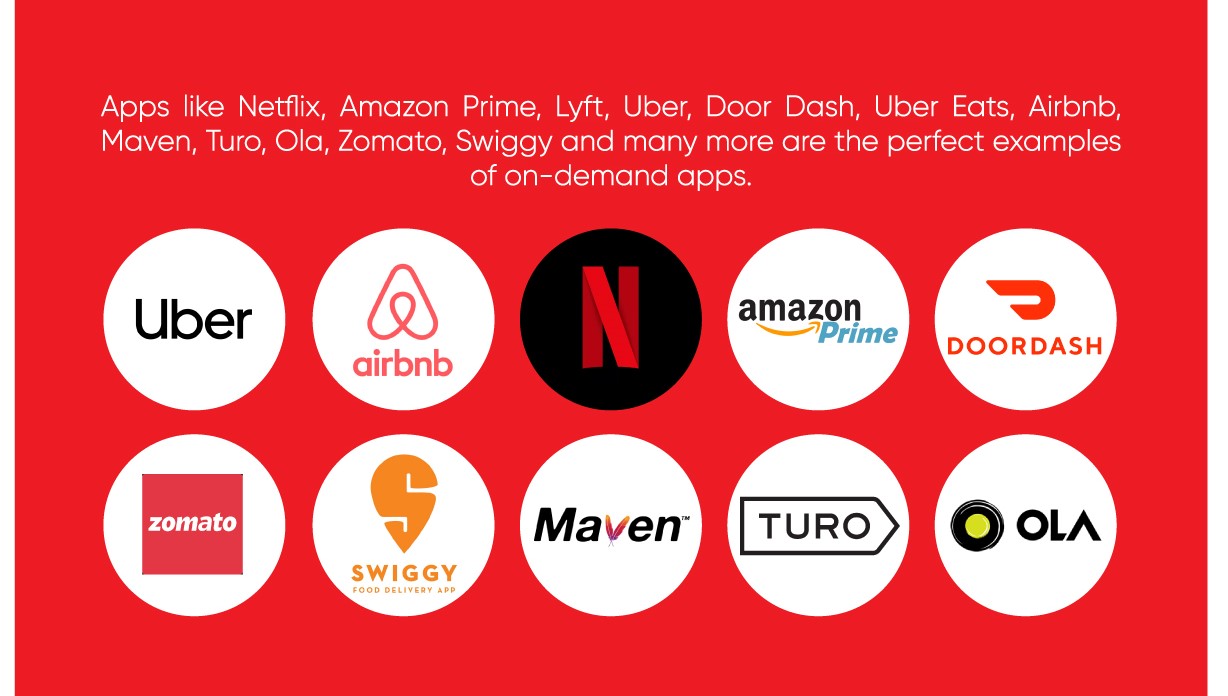 Apps like Netflix, Amazon Prime, Lyft, Uber, Door Dash, Uber Eats, Airbnb,
Maven, Turo, Ola, Zomato, Swiggy and many more are the perfect examples
of on-demand apps.
Uber
airbnb
N
amazon
Prime
DOORDASH
zomato
SWIGGY
FOOD DELIVERY APP
Maven™
TURO
OLA